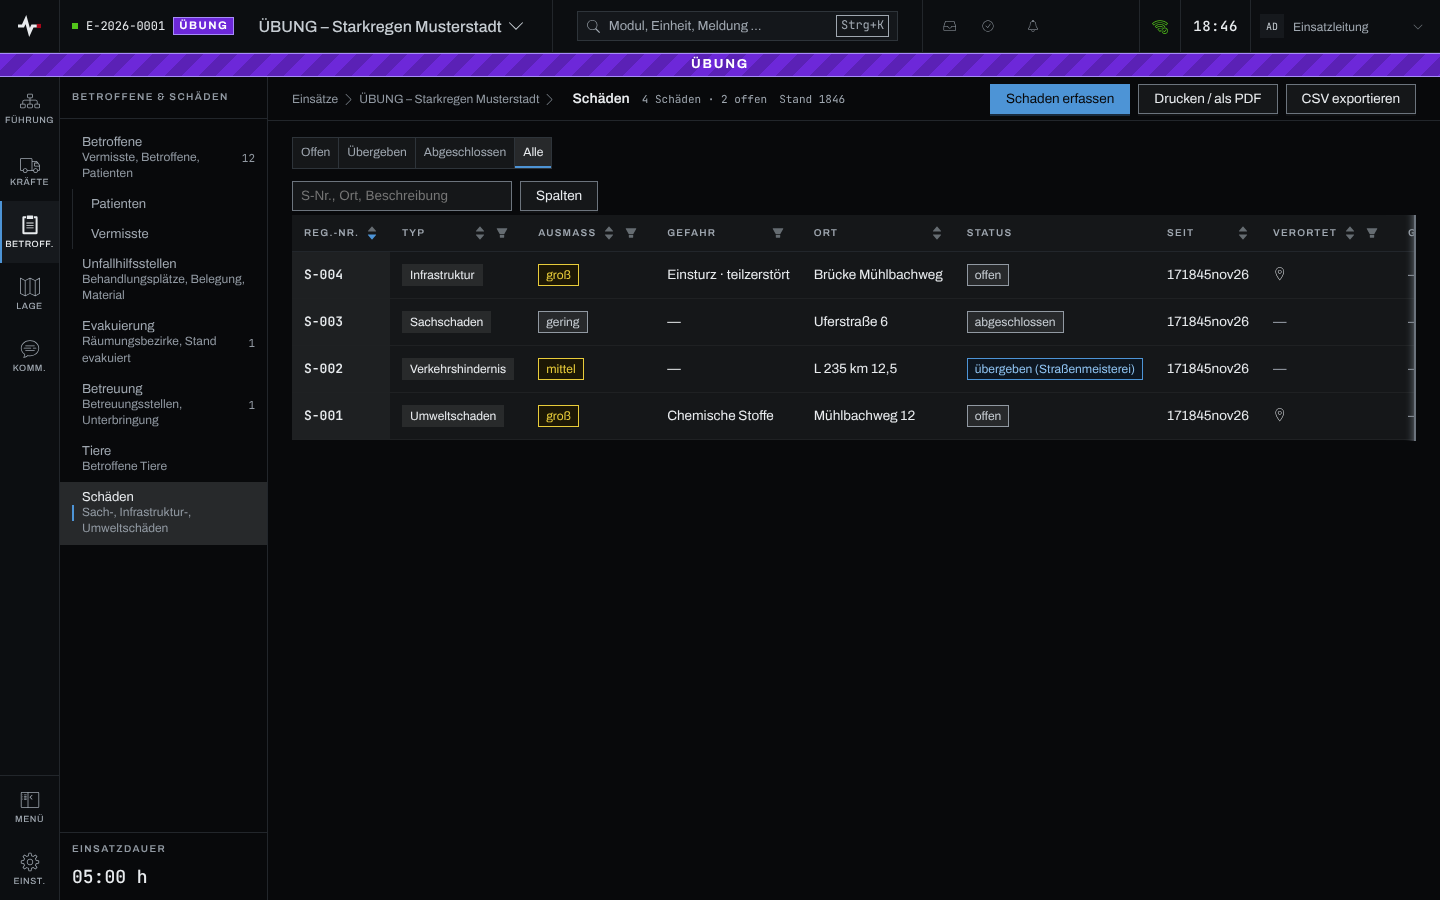 E-2026-0001 ÜBUNG ÜBUNG – Starkregen Musterstadt Modul, Einheit, Meldung ... Strg+K 18:46 AD Einsatzleitung
ÜBUNG
FÜHRUNG
KRÄFTE
BETROFF.
LAGE
KOMM.
MENÜ
EINST.
BETROFFENE & SCHÄDEN
Betroffene
Vermisste, Betroffene, Patienten 12
Patienten
Vermisste
Unfallhilfsstellen
Behandlungsplätze, Belegung,
Material
Evakuierung
Räumungsbezirke, Stand
evakuiert 1
Betreuung
Betreuungsstellen,
Unterbringung 1
Tiere
Betroffene Tiere
Schäden
Sach-, Infrastruktur-,
Umweltschäden
EINSATZDAUER
05:00 h
Einsätze ÜBUNG – Starkregen Musterstadt Schäden 4 Schäden · 2 offen Stand 1846 Schaden erfassen Drucken / als PDF CSV exportieren
Offen Übergeben Abgeschlossen Alle
S-Nr., Ort, Beschreibung Spalten
REG.-NR. TYP AUSMASS GEFAHR ORT STATUS SEIT VERORTET
S-004 Infrastruktur groß Einsturz · teilzerstört Brücke Mühlbachweg offen 171845nov26
S-003 Sachschaden gering — Uferstraße 6 abgeschlossen 171845nov26 —
S-002 Verkehrshindernis mittel — L 235 km 12,5 übergeben (Straßenmeisterei) 171845nov26 —
S-001 Umweltschaden groß Chemische Stoffe Mühlbachweg 12 offen 171845nov26